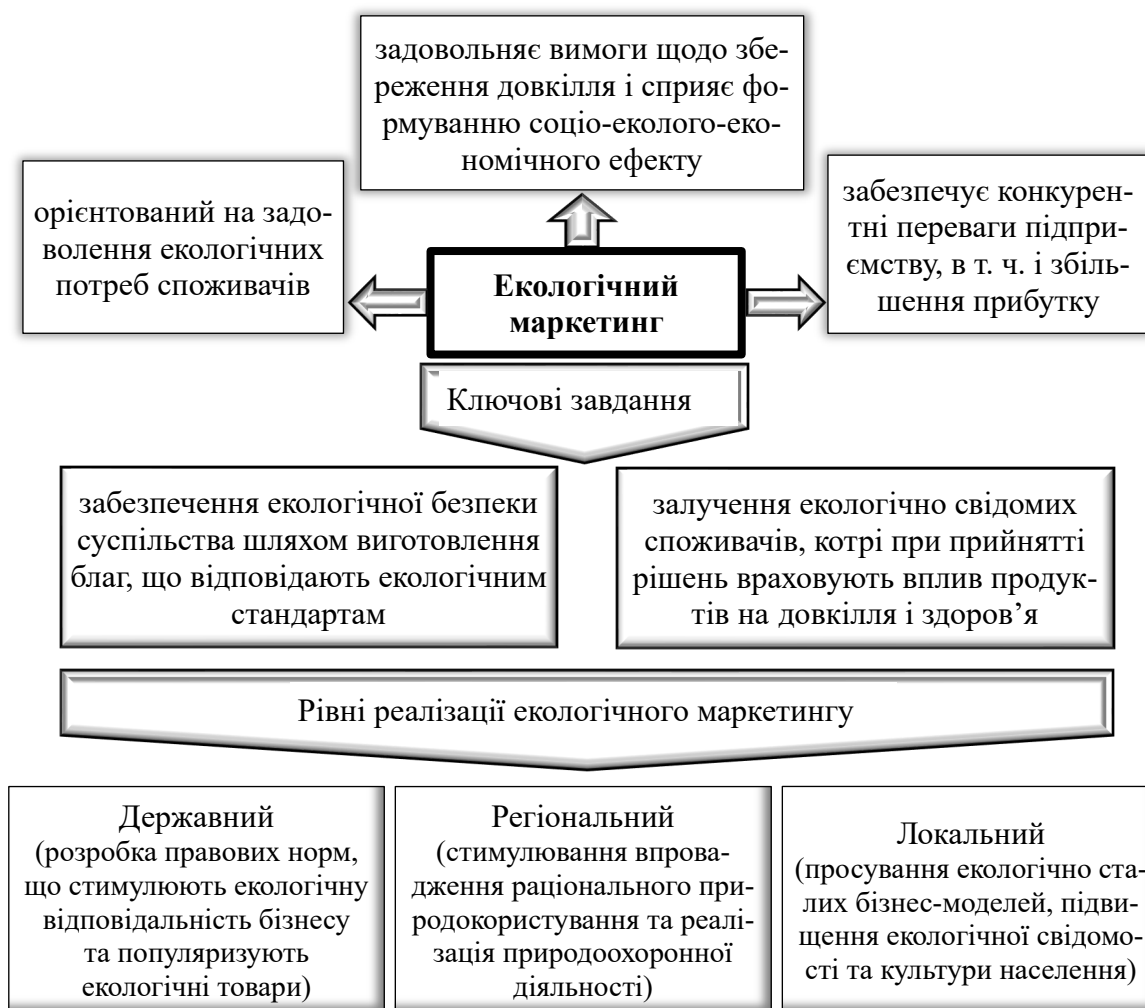 задовольняє вимоги щодо збе-
реження довкілля і сприяє фо-
рмуванню соціо-еколого-еко-
номічного ефекту
орієнтований на задо-
волення екологічних
потреб споживачів
забезпечує конкурен-
тні переваги підпри-
ємству, в т. ч. і збіль-
шення прибутку
Екологічний
маркетинг
Ключові завдання
забезпечення екологічної безпеки
суспільства шляхом виготовлення
благ, що відповідають екологічним
стандартам
залучення екологічно свідомих
споживачів, котрі при прийнятті
рішень враховують вплив продук-
тів на довкілля і здоров’я
Рівні реалізації екологічного маркетингу
Державний
(розробка правових норм,
що стимулюють екологічну
відповідальність бізнесу
та популяризують
екологічні товари)
Регіональний
(стимулювання впрова-
дження раціонального при-
родокористування та реалі-
зація природоохоронної
діяльності)
Локальний
(просування екологічно ста-
лих бізнес-моделей, підви-
щення екологічної свідомо-
сті та культури населення)